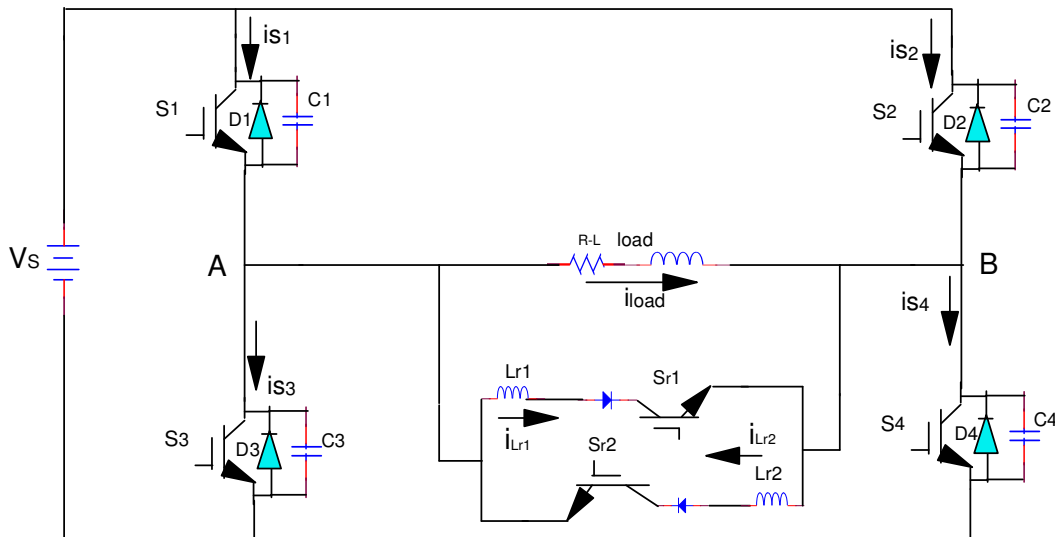 is1
is2
S1
D1
C1
S2
D2
C2
Vs
A
R-L
load
B
iload
is4
is3
Lr1
Sr1
S3
D3
C3
iLr1
Sr2
iLr2
Lr2
S4
D4
C4